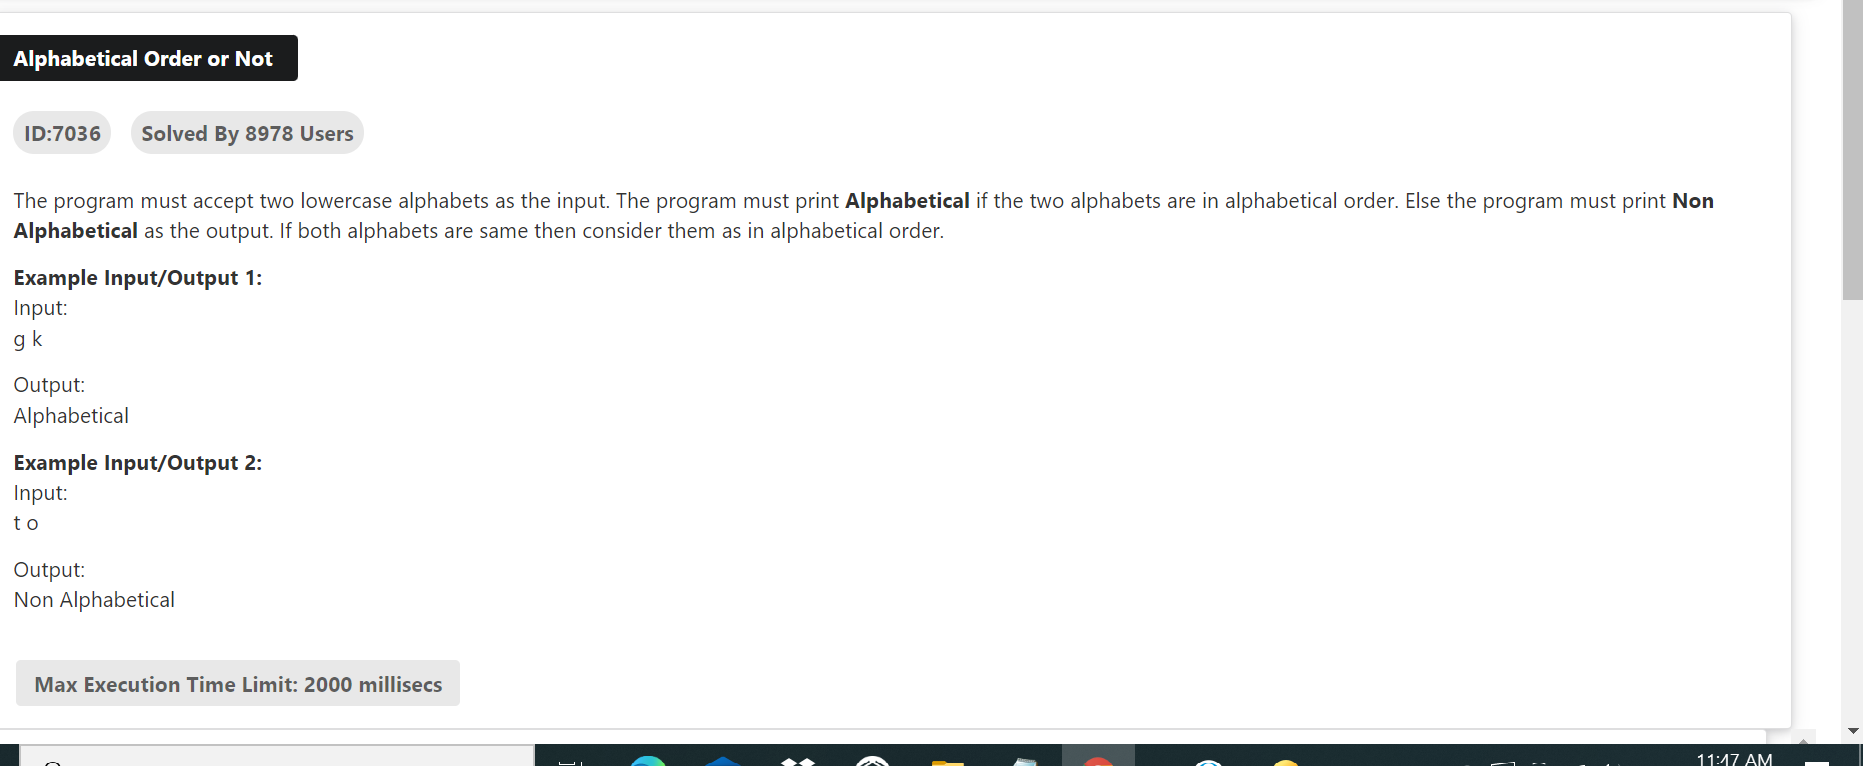 Alphabetical Order or Not
ID:7036 Solved By 8978 Users
The program must accept two lowercase alphabets as the input. The program must print Alphabetical if the two alphabets are in alphabetical order. Else the program must print Non
Alphabetical as the output. If both alphabets are same then consider them as in alphabetical order.
Example Input/Output 1:
Input:
g k
Output:
Alphabetical
Example Input/Output 2:
Input:
t o
Output:
Non Alphabetical
Max Execution Time Limit: 2000 millisecs
11:47 AM